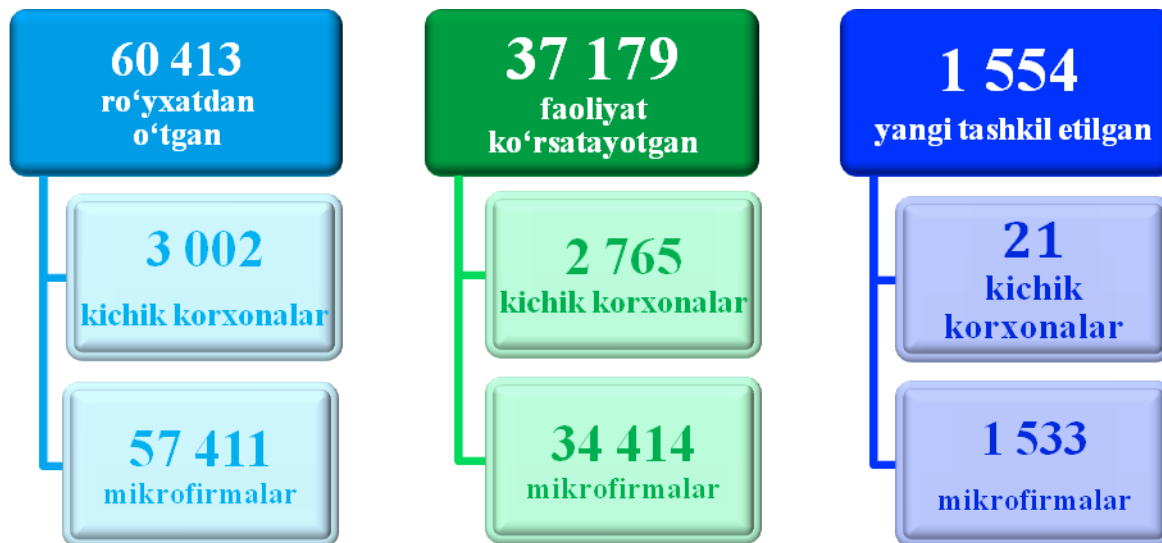 60 413
ro‘yxatdan
o‘tgan
3 002
kichik korxonalar
57 411
mikrofirmalar
37 179
faoliyat
ko‘rsatayotgan
2 765
kichik korxonalar
34 414
mikrofirmalar
1 554
yangi tashkil etilgan
21
kichik
korxonalar
1 533
mikrofirmalar